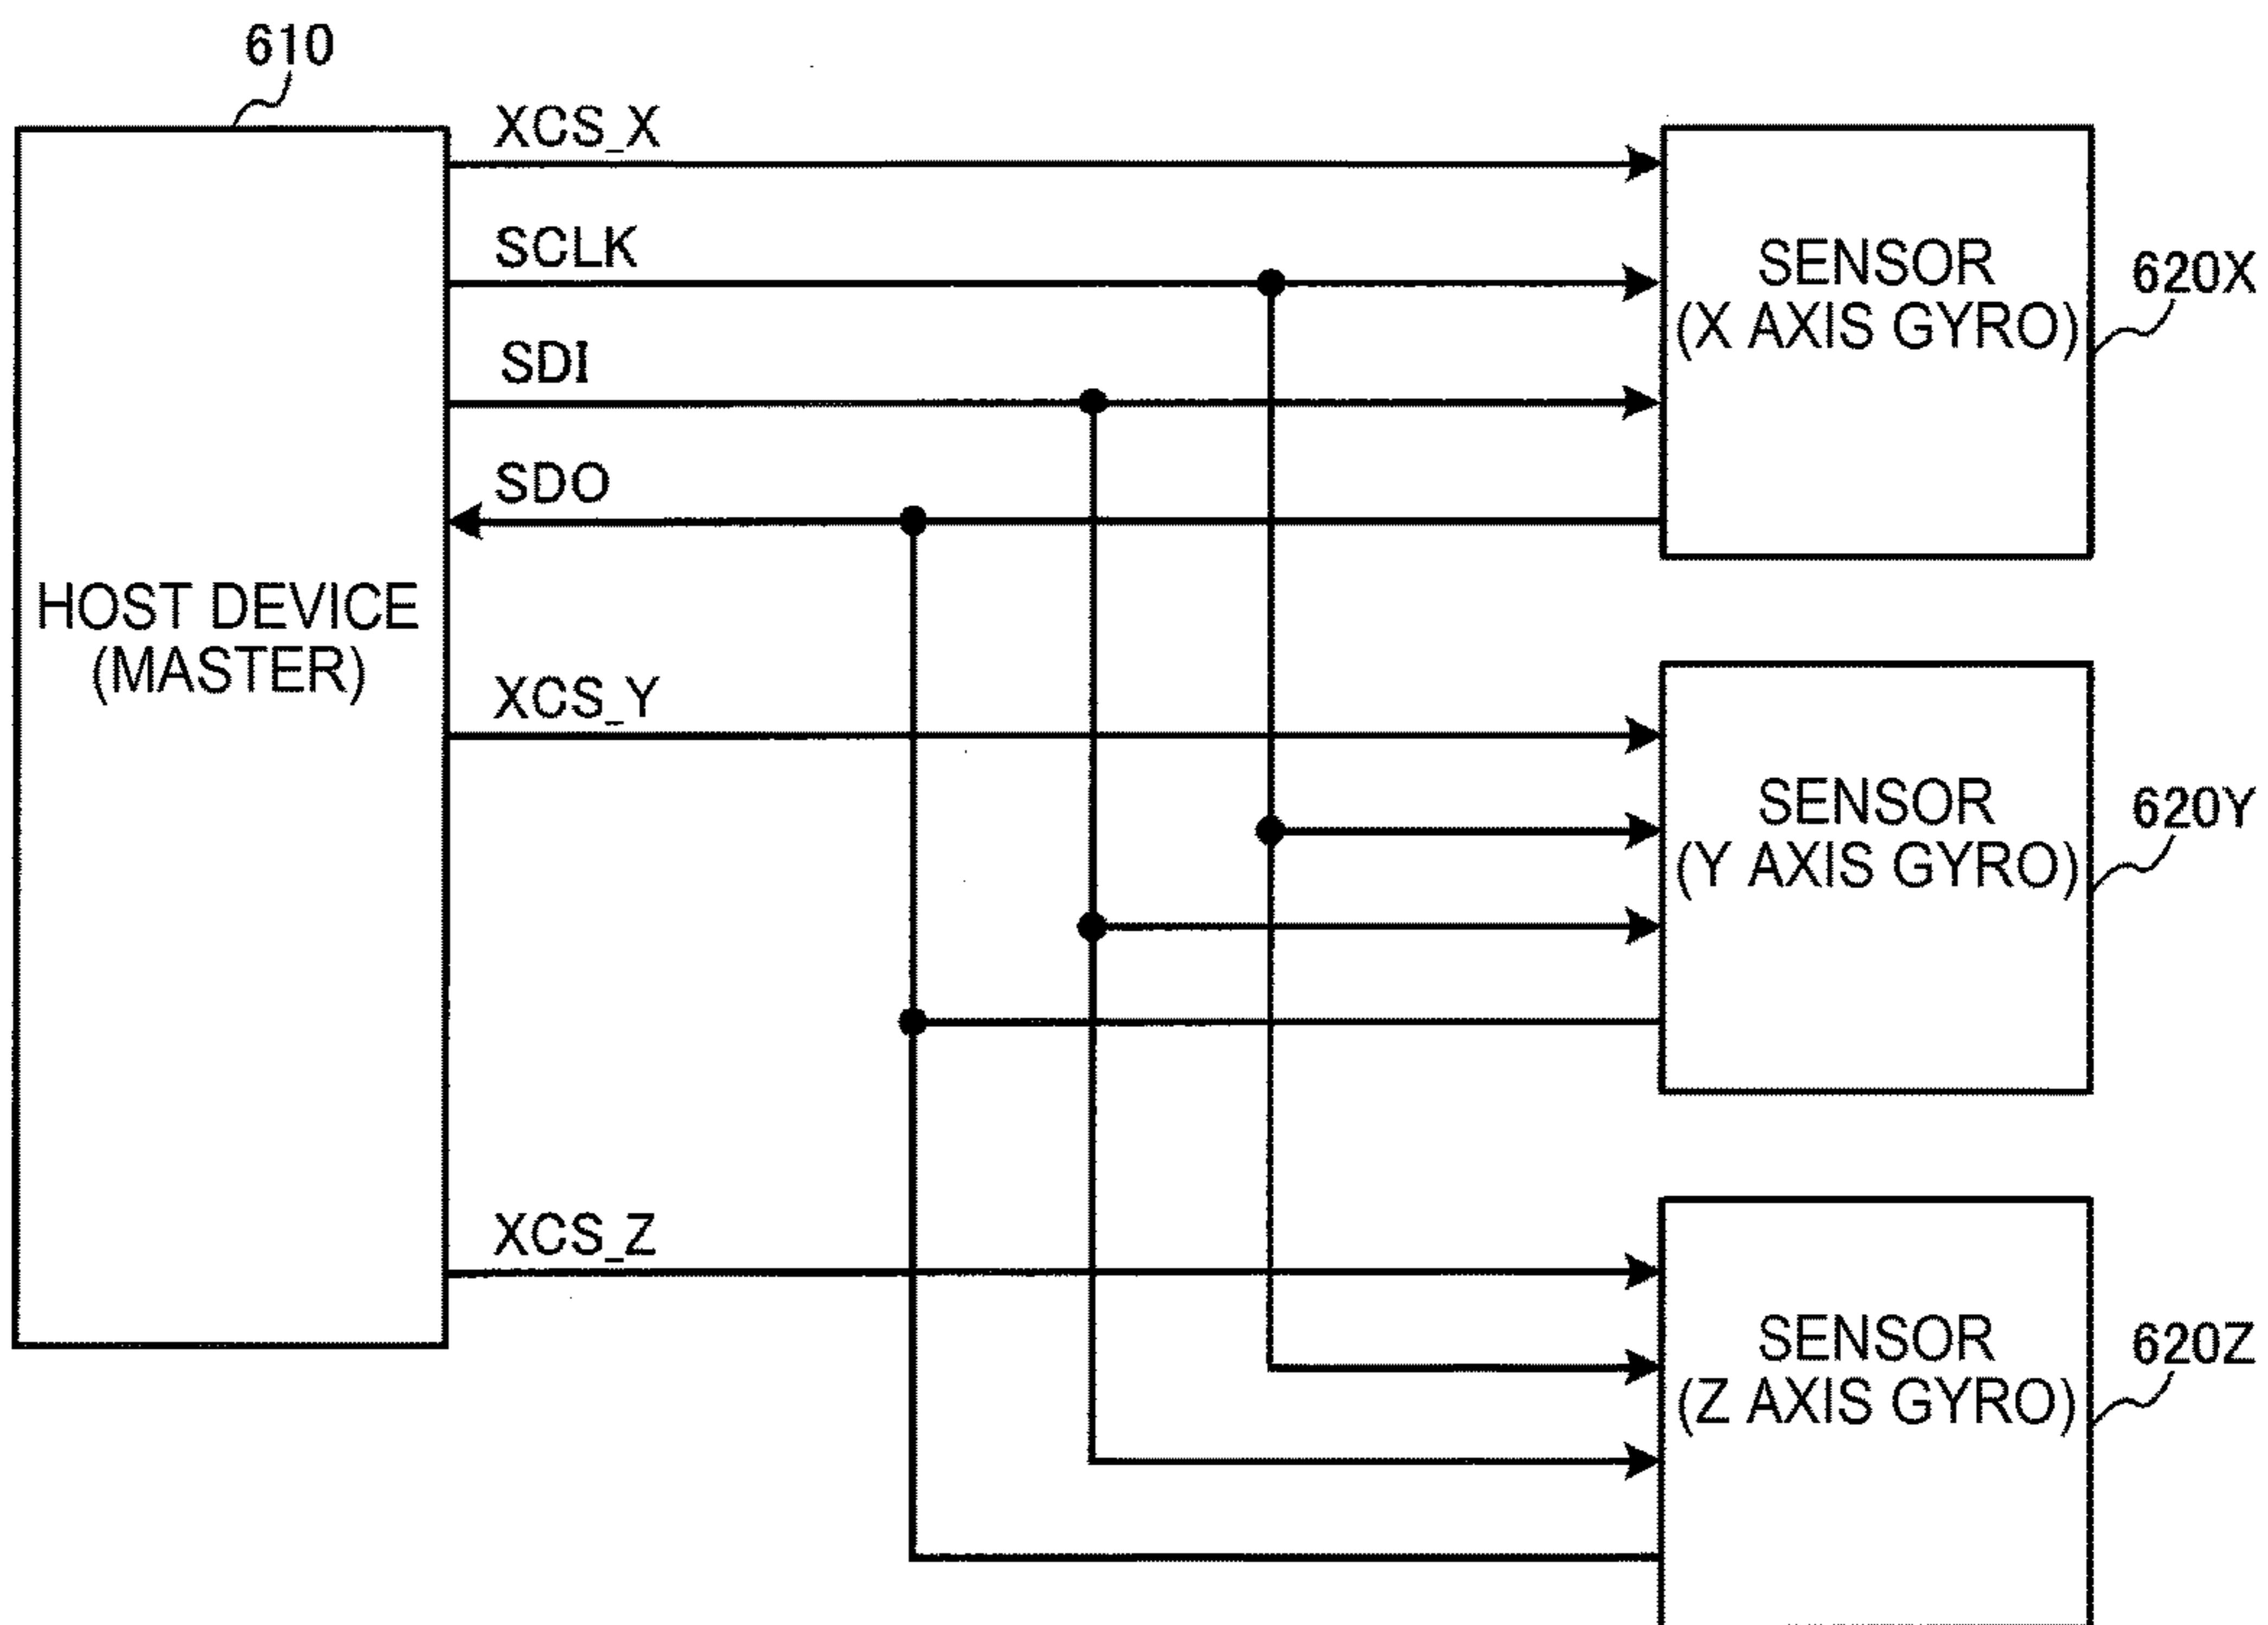 610
XCS_X
SCLK
SDI
SDO
HOST DEVICE
(MASTER)
XCS_Y
XCS_Z
SENSOR
(X AXIS GYRO)
620X
SENSOR
(Y AXIS GYRO)
620Y
SENSOR
(Z AXIS GYRO)
620Z